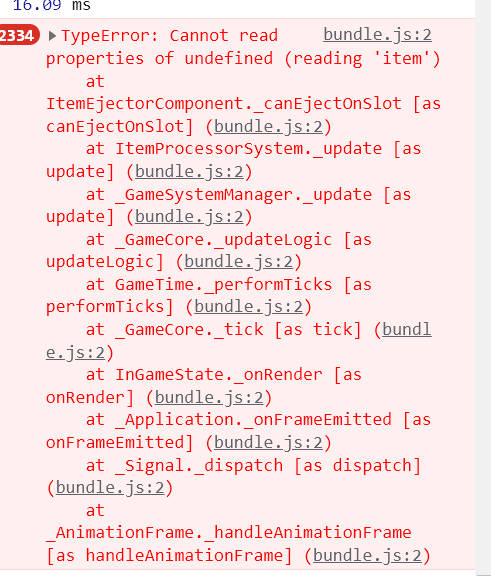 16.09 ms
2334 ▶TypeError: Cannot read bundle.js:2
properties of undefined (reading 'item')
at
ItemEjectorComponent._canEjectOnSlot [as
canEjectOnSlot] (bundle.js:2)
at ItemProcessorSystem._update [as
update] (bundle.js:2)
at _GameSystemManager._update [as
update] (bundle.js:2)
at _GameCore._updateLogic [as
updateLogic] (bundle.js:2)
at GameTime._performTicks [as
performTicks] (bundle.js:2)
at _GameCore._tick [as tick] (bundl
e.js:2)
at InGameState._onRender [as
onRender] (bundle.js:2)
at _Application._onFrameEmitted [as
onFrameEmitted] (bundle.js:2)
at _Signal._dispatch [as dispatch]
(bundle.js:2)
at
_AnimationFrame._handleAnimationFrame
[as handleAnimationFrame] (bundle.js:2)